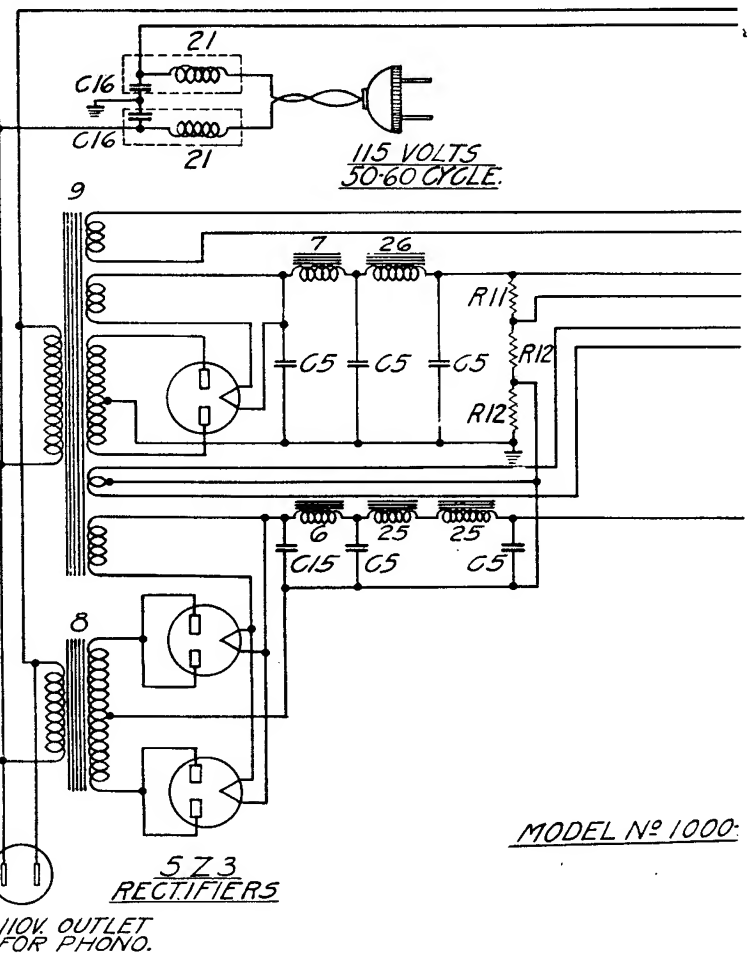 21
C16
C16
21
115 VOLTS
50-60 CYCLE.
9
7
26
R11
C5
C5
C5
R12
R12
6
25
25
C15
C5
C5
8
MODEL Nº 1000-
5Z3
RECTIFIERS
110V. OUTLET
FOR PHONO.